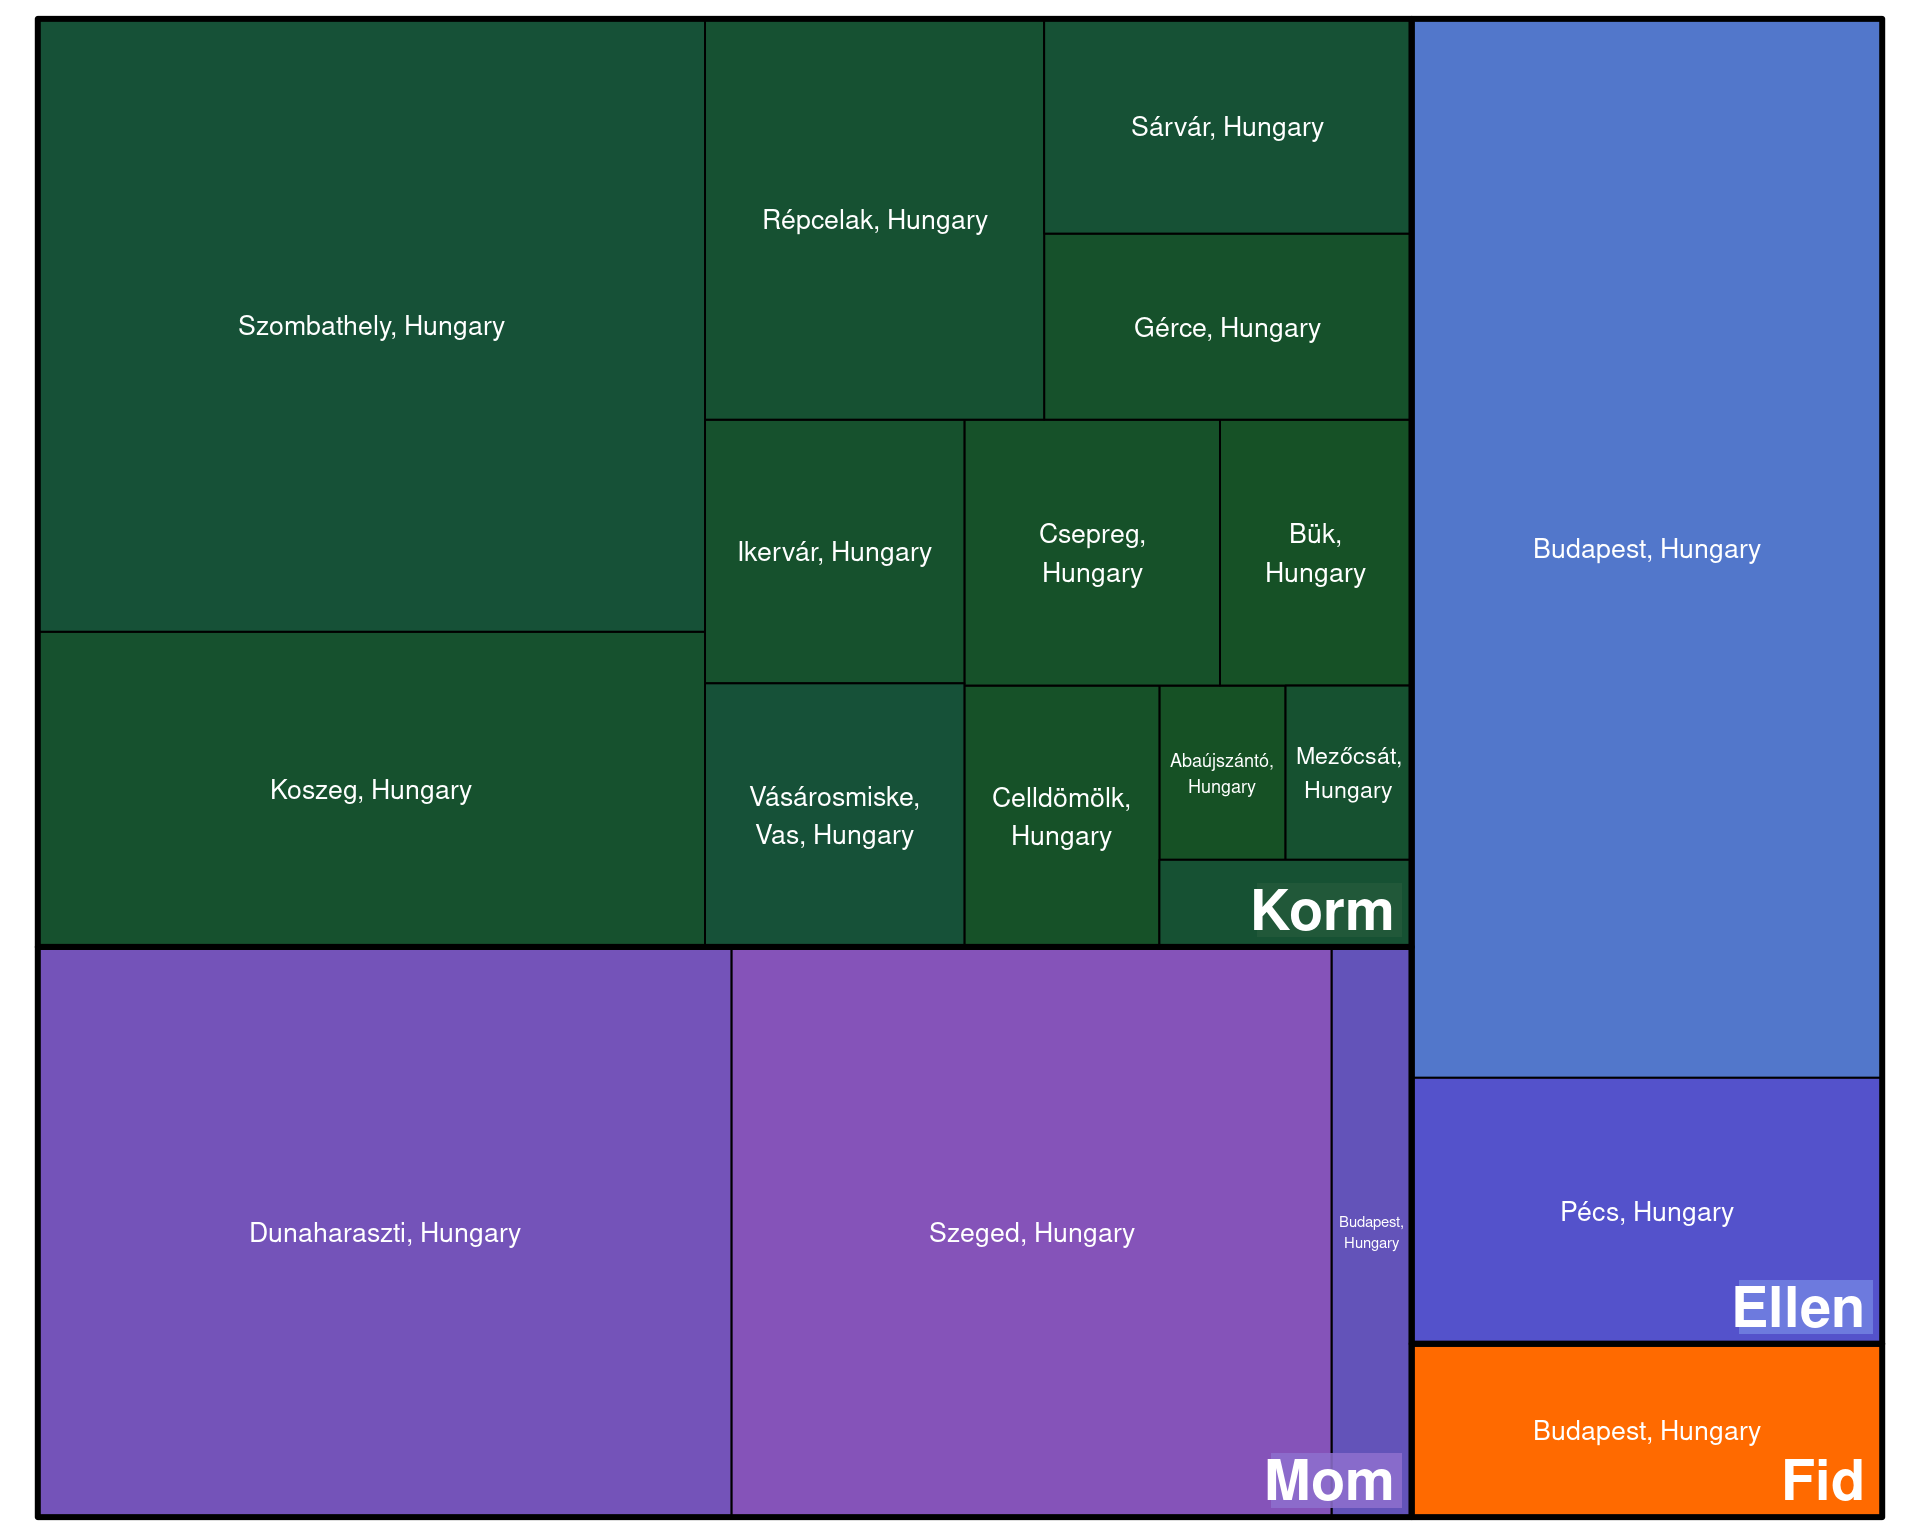 Szombathely, Hungary
Koszeg, Hungary
Répcelak, Hungary
Sárvár, Hungary
Gérce, Hungary
Ikervár, Hungary
Csepreg,
Hungary
Bük,
Hungary
Vásárosmiske,
Vas, Hungary
Celldömölk,
Hungary
Abaújszántó,
Hungary
Mezőcsát,
Hungary
Korm
Dunaharaszti, Hungary
Szeged, Hungary
Budapest,
Hungary
Mom
Budapest, Hungary
Pécs, Hungary
Ellen
Budapest, Hungary
Fid